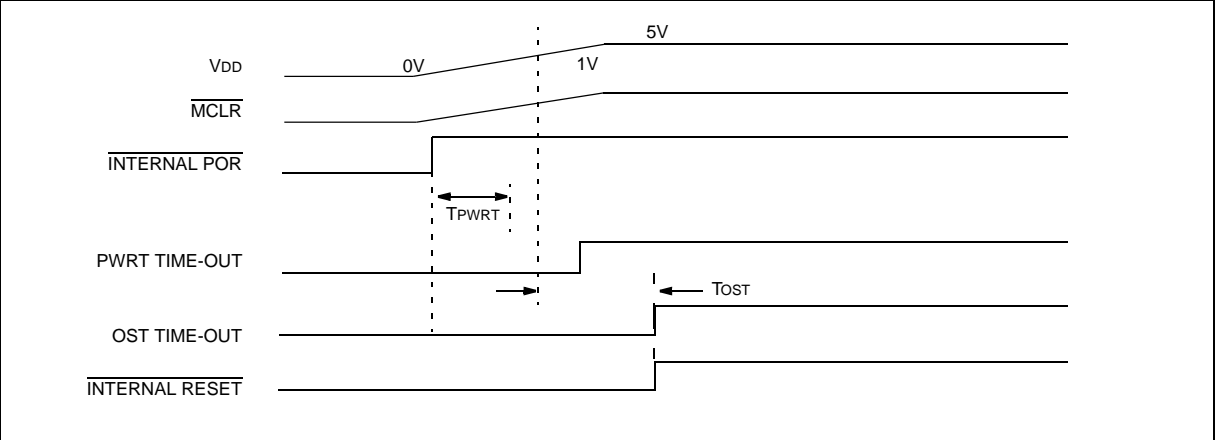 5V
VDD
0V
1V
MCLR
INTERNAL POR
TPWRT
PWRT TIME-OUT
TOST
OST TIME-OUT
INTERNAL RESET